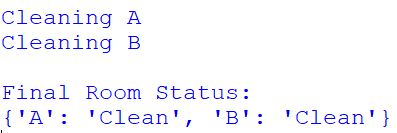 Cleaning A
Cleaning B
Final Room Status:
{'A': 'Clean', 'B': 'Clean'}